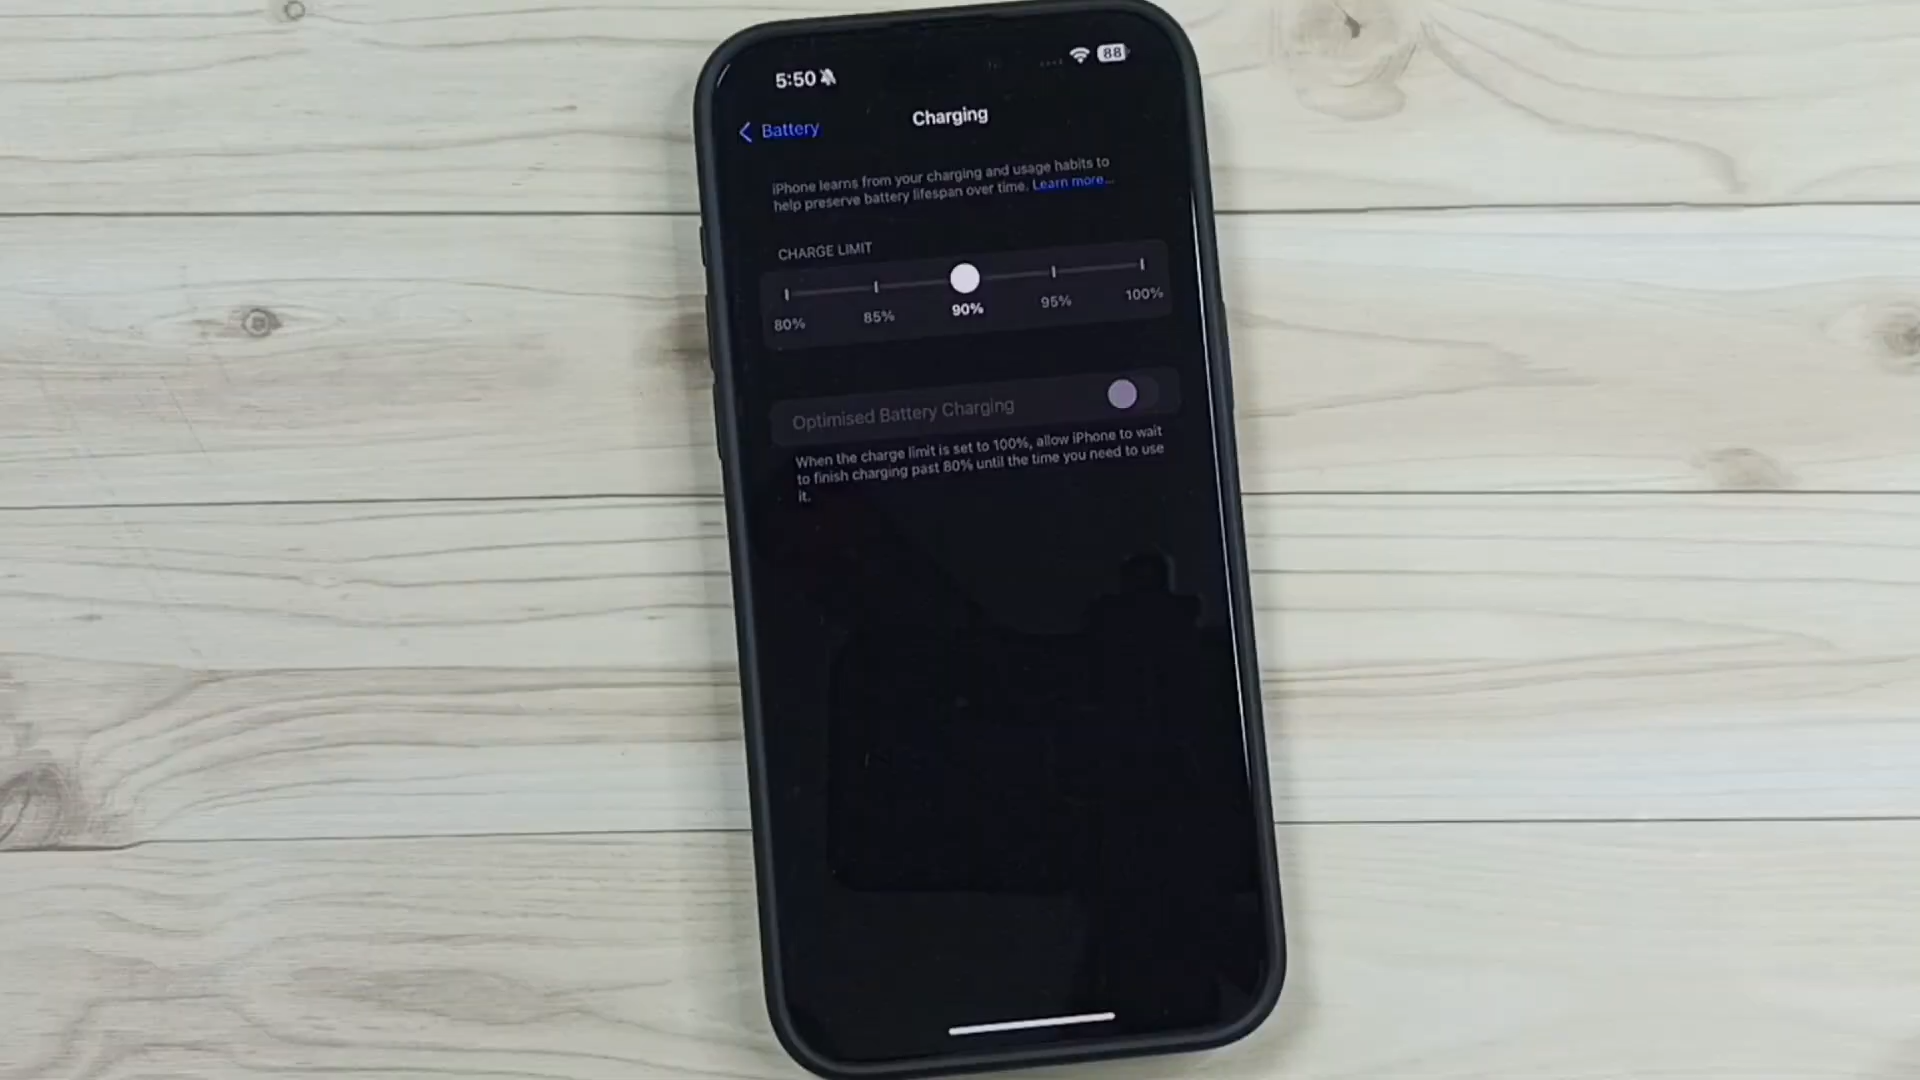 5:50
88
Battery
Charging
iPhone learns from your charging and usage habits to
help preserve battery lifespan over time. Learn more...
CHARGE LIMIT
80%
85%
90%
95%
100%
Optimised Battery Charging
When the charge limit is set to 100%, allow iPhone to wait
to finish charging past 80% until the time you need to use
it.